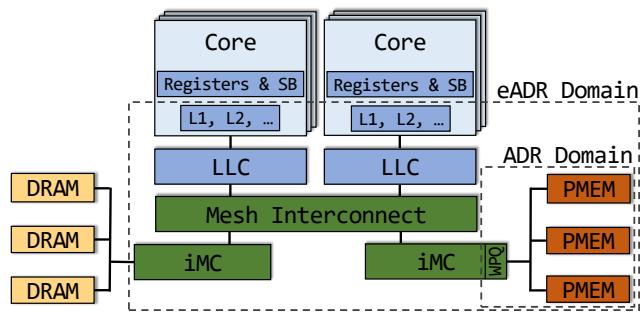 Core
Core
Registers & SB
Registers & SB
eADR Domain
L1, L2, …
L1, L2, …
LLC
LLC
ADR Domain
DRAM
PMEM
Mesh Interconnect
DRAM
PMEM
iMC
iMC
WPQ
DRAM
PMEM